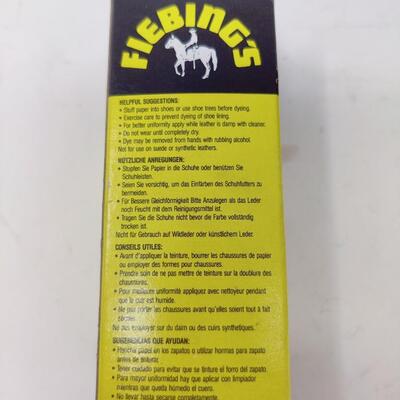 FIEBING'S
HELPFUL SUGGESTIONS:
• Stuff paper into shoes or use shoe trees before dyeing.
• Exercise care to prevent dyeing of shoe lining.
• For better uniformity apply while leather is damp with cleaner.
• Do not wear until completely dry.
• Dye may be removed from hands with rubbing alcohol.
Not for use on suede or synthetic leathers.
NÜTZLICHE ANREGUNGEN:
• Stopfen Sie Papier in die Schuhe oder benützen Sie
Schuhleisten.
• Seien Sie vorsichtig, um das Einfärben des Schuhfutters zu
bermeiden.
• Für Bessere Gleichförmigkeit Bitte Anzulegen als das Leder
noch Feucht mit dem Reinigungsmittel ist.
• Tragen Sie die Schuhe nicht bevor die Farbe vollständig
trocken ist.
Nicht für Gebrauch auf Wildleder oder künstlichem Leder.
CONSEILS UTILES:
• Avant d'appliquer la teinture, bourrer les chaussures de papier
ou employer des formes pour chaussures.
• Prendre soin de ne pas mettre de teinture sur la doublure des
chaussures.
• Pour meilleure uniformité appliquez avec nettoyeur pendant
que le cuir est humide.
• Ne pas porter les chaussures avant qu'elles soient tout à fait
sèches.
Ne pas employer sur du daim ou des cuirs synthetiques.
SUGERENCIAS QUE AYUDAN:
• Ponga papel en los zapatos o utilizar hormas para zapato
antes de tinturar.
• Tener cuidado para evitar que se tinture el forro del zapato.
• Para mayor uniformidad hay que aplicar con limpiador
mientras que queda húmedo el cuero.
• No llevar hasta secarse completamente.